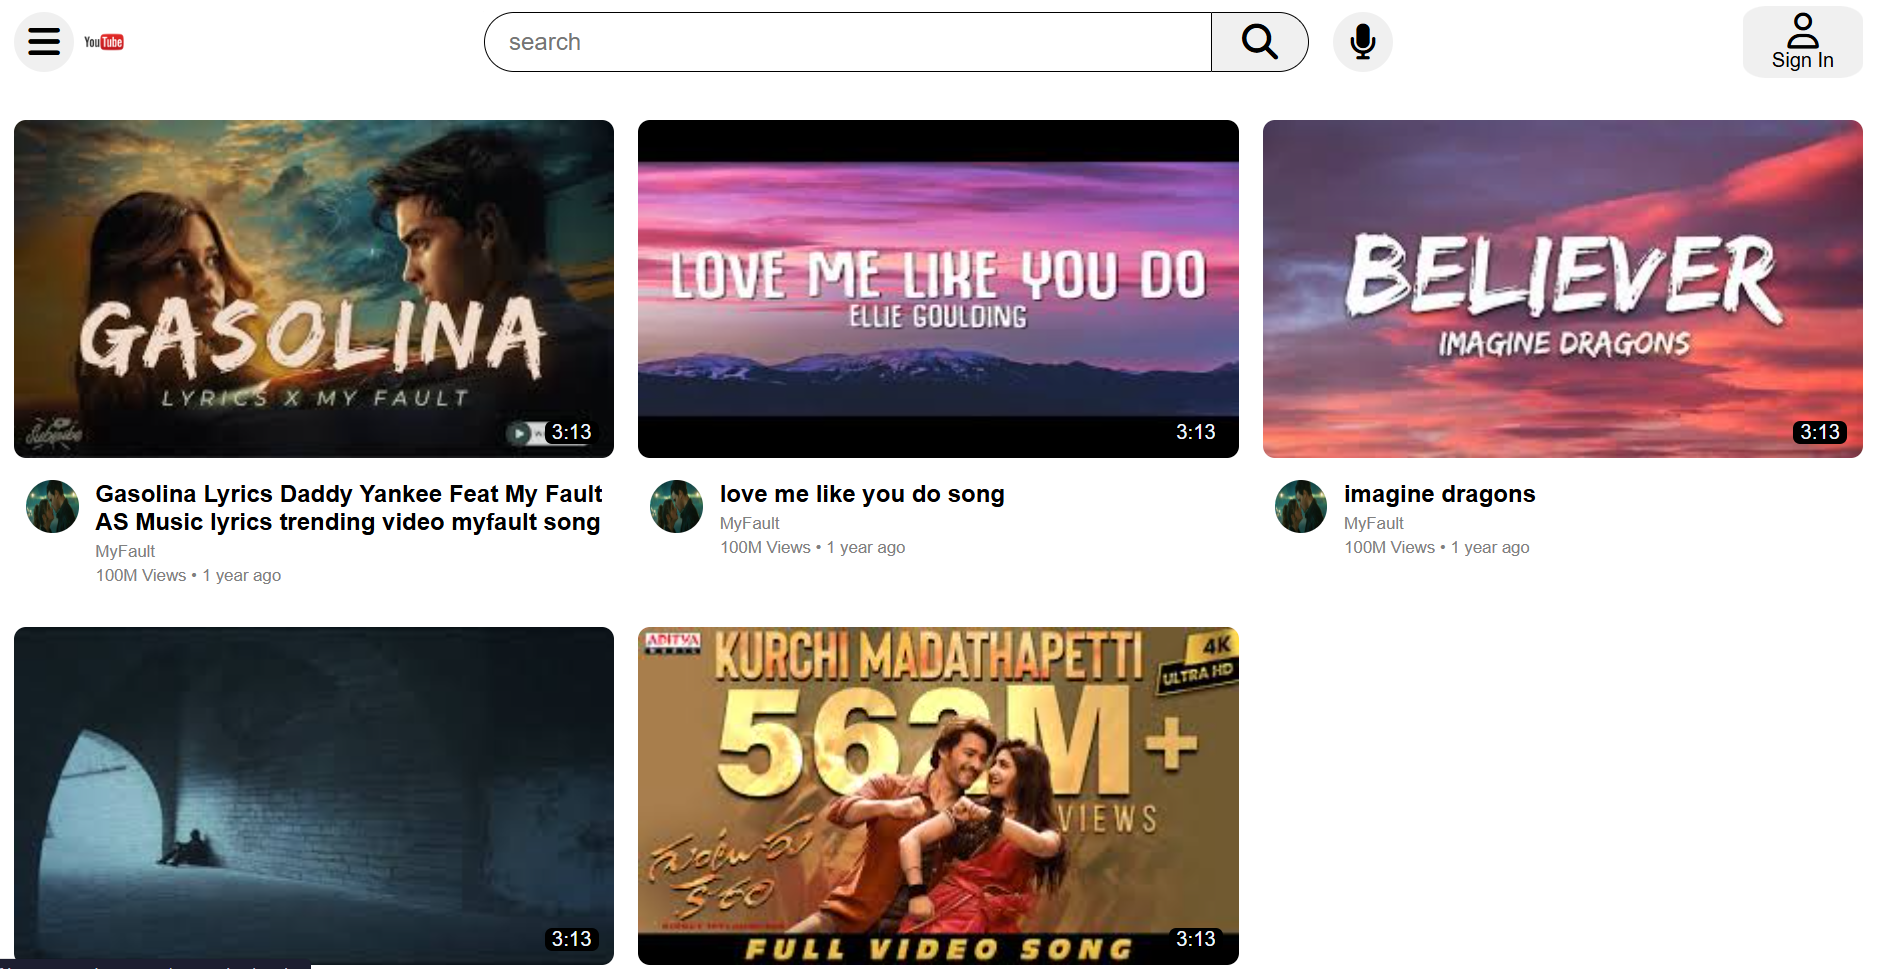 YouTube
search
Sign In
GASOLINA
LYRICS X MY FAULT
Subscribe
3:13
LOVE ME LIKE YOU DO
ELLIE GOULDING
3:13
BELIEVER
IMAGINE DRAGONS
3:13
Gasolina Lyrics Daddy Yankee Feat My Fault
AS Music lyrics trending video myfault song
MyFault
100M Views • 1 year ago
love me like you do song
MyFault
100M Views • 1 year ago
imagine dragons
MyFault
100M Views • 1 year ago
3:13
ADITYA
MUSIC
KURCHI MADATHAPETTI
4K
ULTRA HD
562M+
VIEWS
గుంటూరు
కారం
FULL VIDEO SONG
3:13